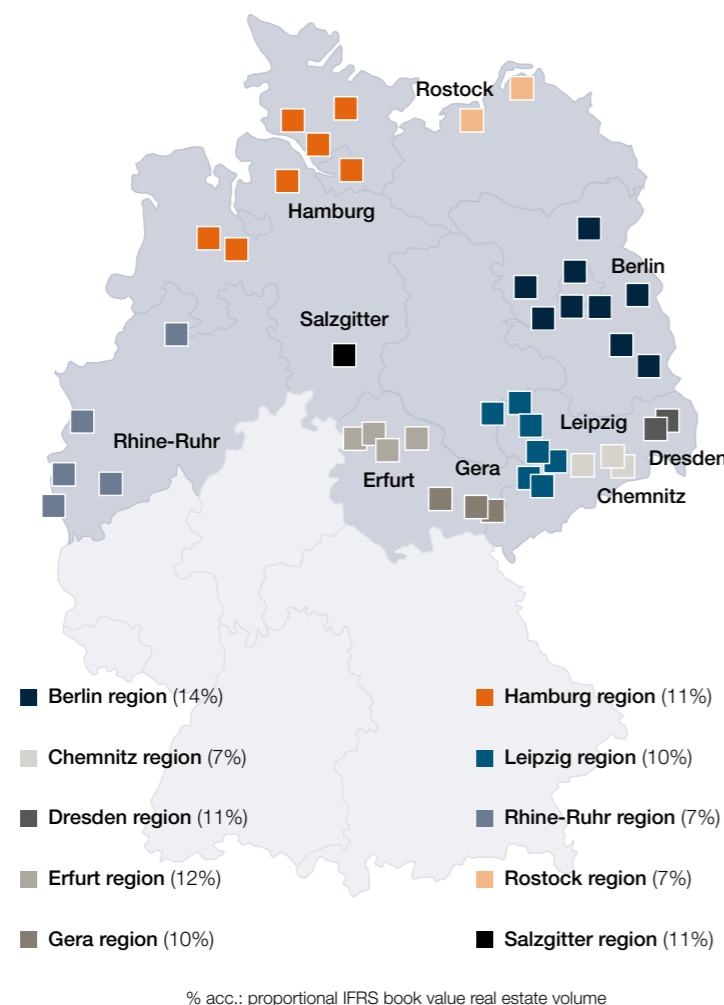 Rostock
Hamburg
Berlin
Salzgitter
Rhine-Ruhr
Leipzig
Dresden
Erfurt
Gera
Chemnitz
Berlin region (14%)
Hamburg region (11%)
Chemnitz region (7%)
Leipzig region (10%)
Dresden region (11%)
Rhine-Ruhr region (7%)
Erfurt region (12%)
Rostock region (7%)
Gera region (10%)
Salzgitter region (11%)
% acc.: proportional IFRS book value real estate volume